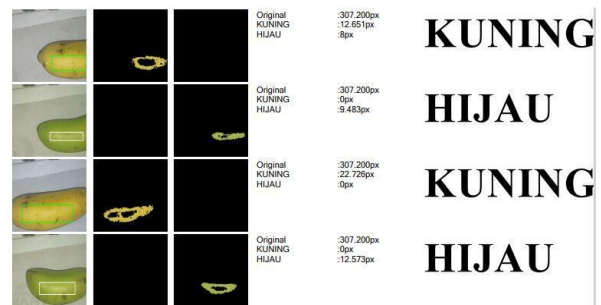 Original :307.200px
KUNING :12.651px
HIJAU :8px
KUNING
Original :307.200px
KUNING :0px
HIJAU :9.483px
HIJAU
Original :307.200px
KUNING :22.726px
HIJAU :0px
KUNING
Original :307.200px
KUNING :0px
HIJAU :12.573px
HIJAU